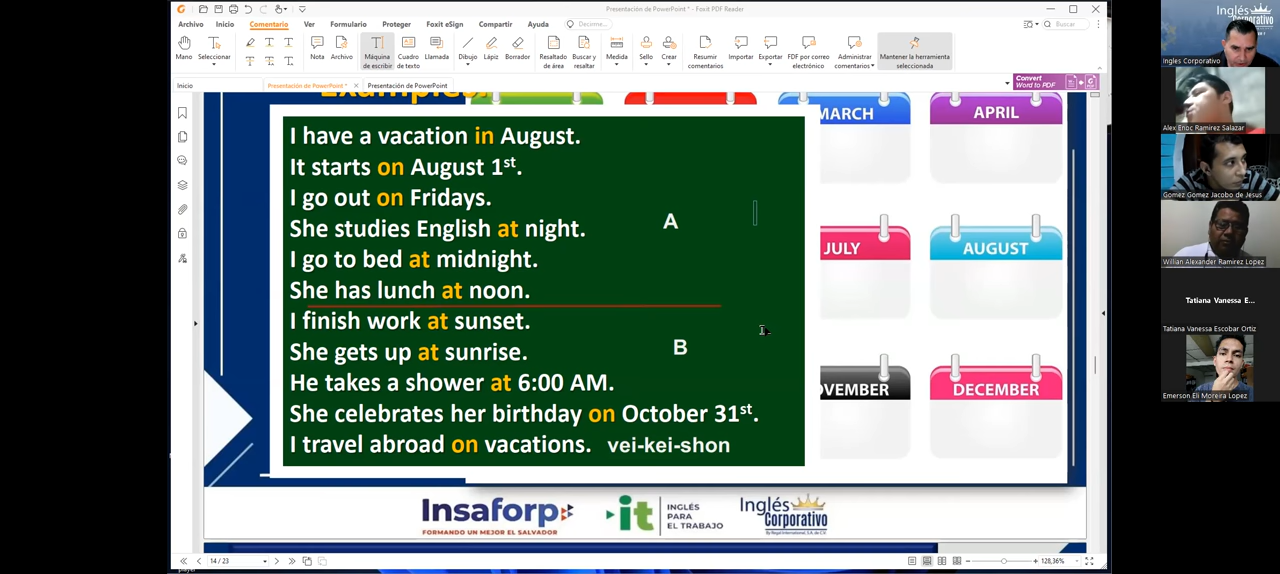 Presentación de PowerPoint * - Foxit PDF Reader
Archivo Inicio Comentario Ver Formulario Proteger Foxit eSign Compartir Ayuda Decirme... Buscar
Mano Seleccionar Nota Archivo Máquina de escribir Cuadro de texto Llamada Dibujo Lápiz Borrador Resaltado de área Buscar y resaltar Medida Sello Crear Resumir comentarios Importar Exportar PDF por correo electrónico Administrar comentarios Mantener la herramienta seleccionada
Inicio Presentación de PowerPoint * Presentación de PowerPoint
Convert Word to PDF
Examples:
I have a vacation in August.
It starts on August 1st.
I go out on Fridays.
She studies English at night.
I go to bed at midnight.
She has lunch at noon.
I finish work at sunset.
She gets up at sunrise.
He takes a shower at 6:00 AM.
She celebrates her birthday on October 31st.
I travel abroad on vacations. vei-kei-shon
A
B
MARCH APRIL
JULY AUGUST
OVEMBER DECEMBER
Insaforp
FORMANDO UN MEJOR EL SALVADOR
it
INGLÉS PARA EL TRABAJO
Inglés Corporativo
14 / 23
128,36%
Inglés Corporativo
Ingles Corporativo
Alex Enoc Ramirez Salazar
Gomez Gomez Jacobo de Jesus
Willian Alexander Ramirez Lopez
Tatiana Vanessa E...
Tatiana Vanessa Escobar Ortiz
Emerson Eli Moreira Lopez